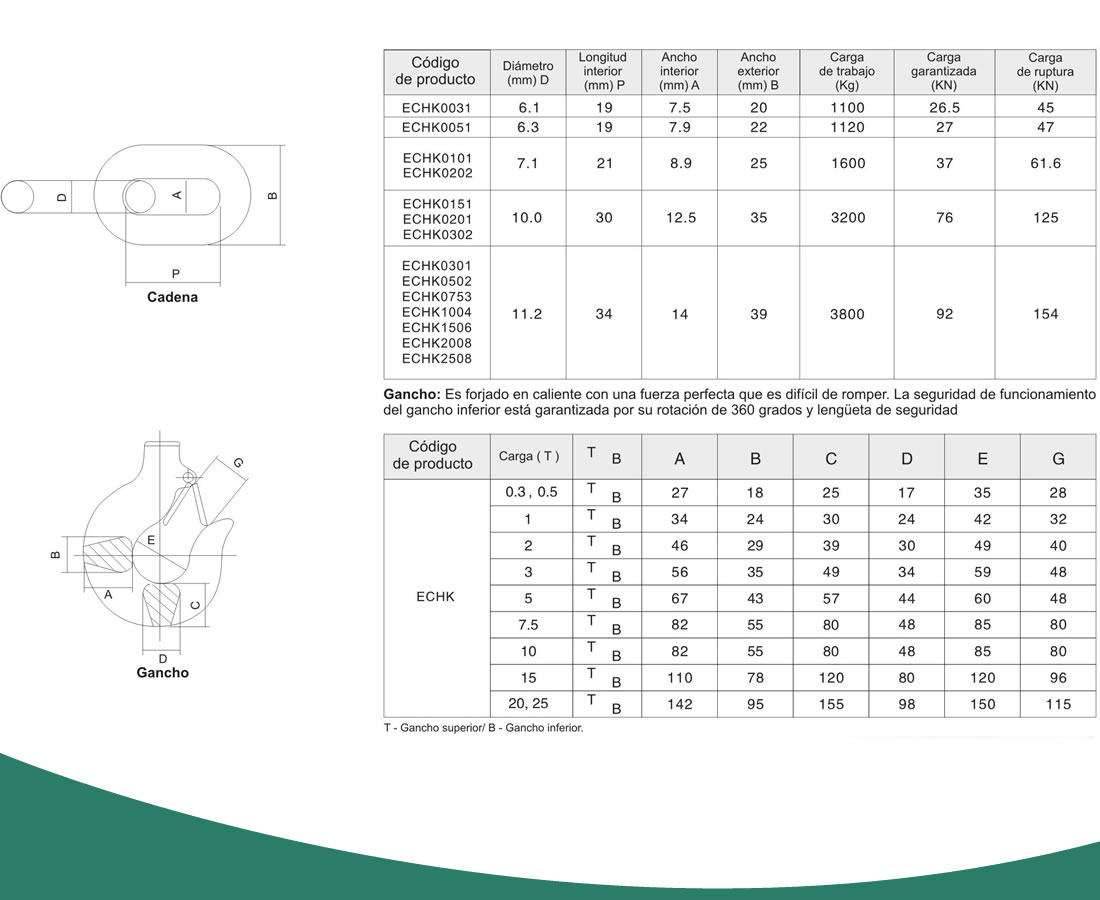 Código de producto Diámetro (mm) D Longitud interior (mm) P Ancho interior (mm) A Ancho exterior (mm) B Carga de trabajo (Kg) Carga garantizada (KN) Carga de ruptura (KN)
ECHK0031 6.1 19 7.5 20 1100 26.5 45
ECHK0051 6.3 19 7.9 22 1120 27 47
ECHK0101
ECHK0202
7.1 21 8.9 25 1600 37 61.6
ECHK0151
ECHK0201
ECHK0302
10.0 30 12.5 35 3200 76 125
ECHK0301
ECHK0502
ECHK0753
ECHK1004
ECHK1506
ECHK2008
ECHK2508
11.2 34 14 39 3800 92 154
D
A
B
P
Cadena
Gancho: Es forjado en caliente con una fuerza perfecta que es difícil de romper. La seguridad de funcionamiento
del gancho inferior está garantizada por su rotación de 360 grados y lengüeta de seguridad
Código de producto Carga ( T ) T B A B C D E G
ECHK
0.3 , 0.5 T B 27 18 25 17 35 28
1 T B 34 24 30 24 42 32
2 T B 46 29 39 30 49 40
3 T B 56 35 49 34 59 48
5 T B 67 43 57 44 60 48
7.5 T B 82 55 80 48 85 80
10 T B 82 55 80 48 85 80
15 T B 110 78 120 80 120 96
20, 25 T B 142 95 155 98 150 115
T - Gancho superior/ B - Gancho inferior.
G
E
B
A
C
D
Gancho